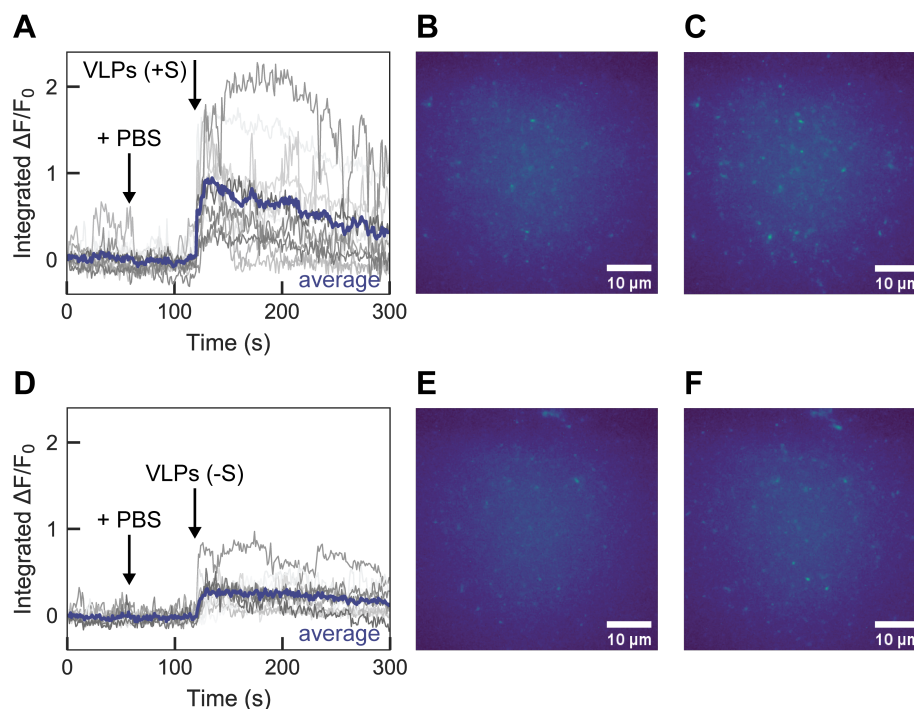 A
B
C
Integrated ΔF/F0
2
1
0
VLPs (+S)
+ PBS
average
0
100
200
300
Time (s)
10 µm
10 µm
D
E
F
Integrated ΔF/F0
2
1
0
VLPs (-S)
+ PBS
average
0
100
200
300
Time (s)
10 µm
10 µm